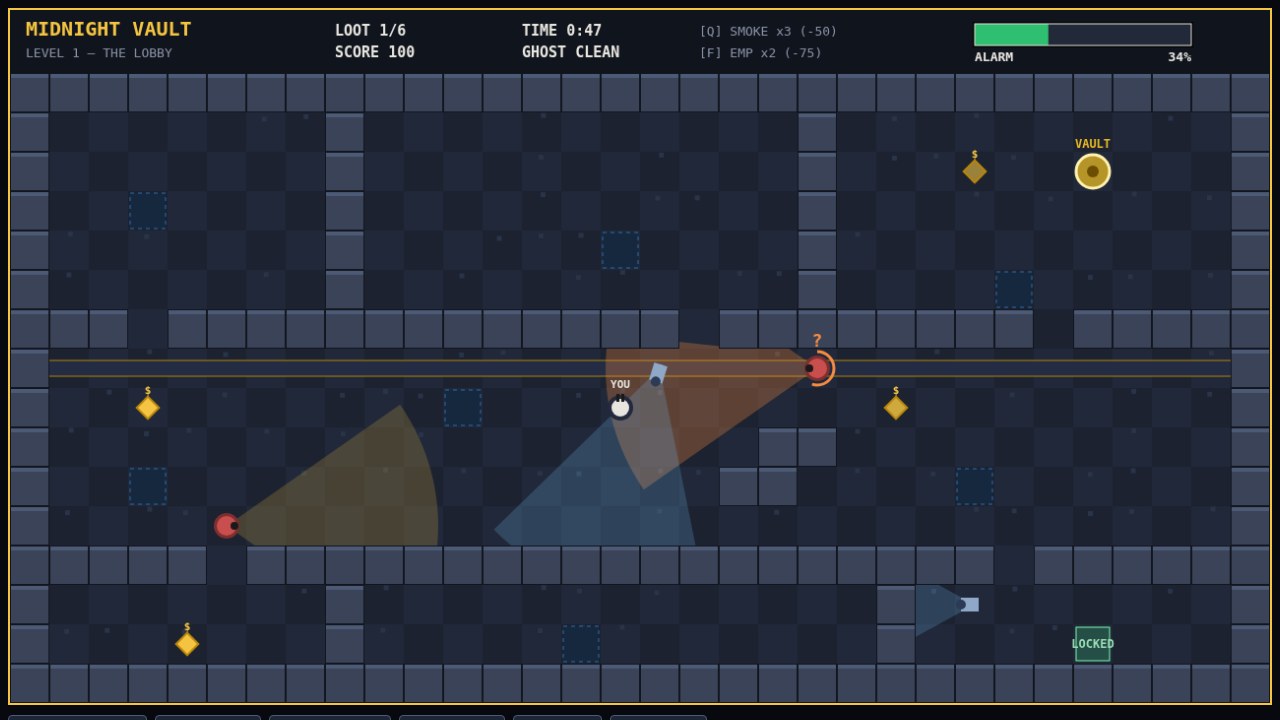 MIDNIGHT VAULT
LEVEL 1 — THE LOBBY
LOOT 1/6
SCORE 100
TIME 0:47
GHOST CLEAN
[Q] SMOKE x3 (-50)
[F] EMP x2 (-75)
ALARM 34%
VAULT
$
?
YOU
$
$
$
LOCKED